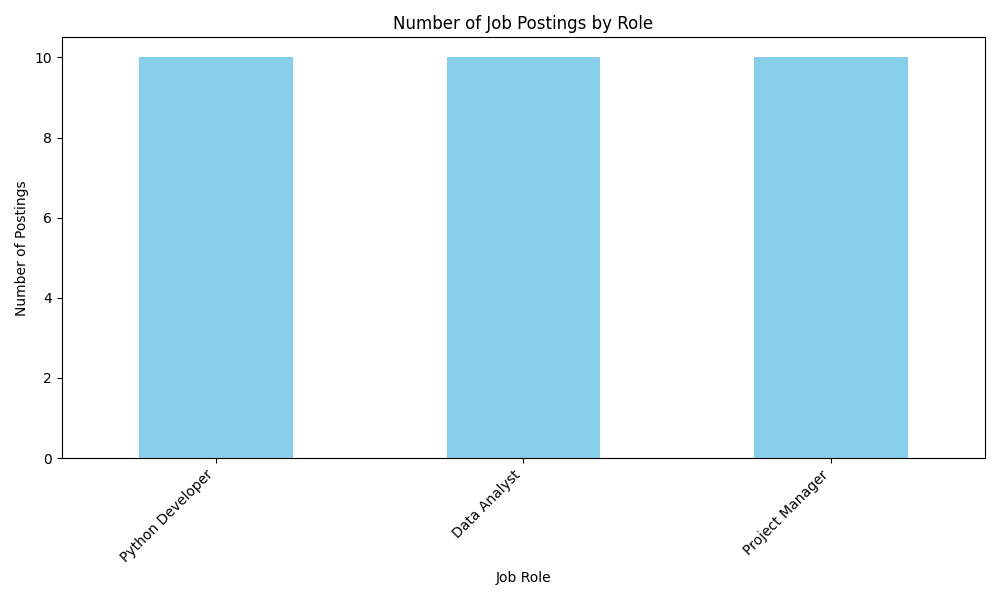 Number of Job Postings by Role
Number of Postings
10
8
6
4
2
0
Python Developer
Data Analyst
Project Manager
Job Role